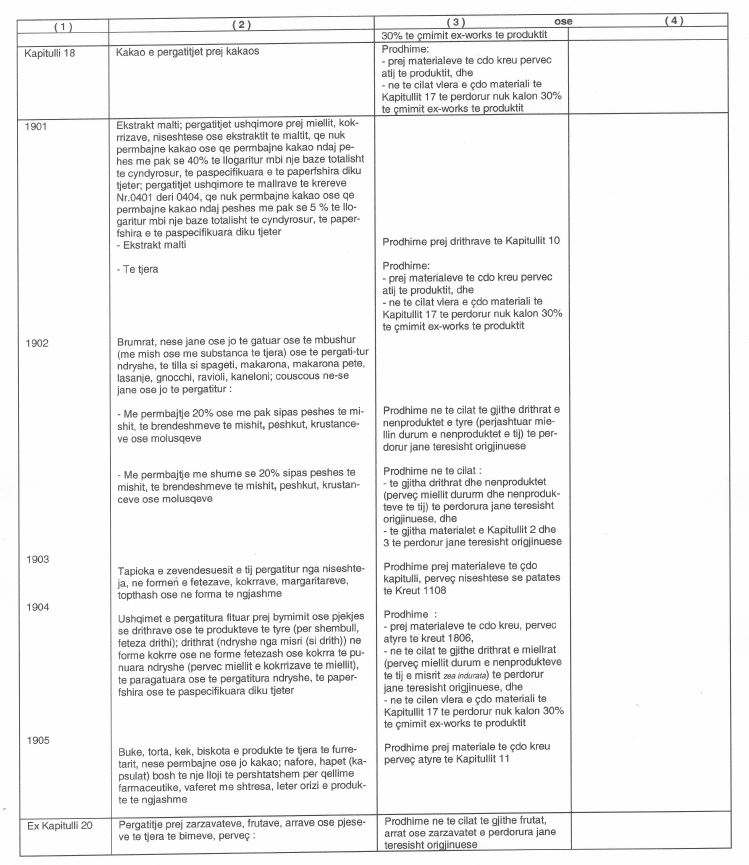 ( 1 ) ( 2 ) ( 3 ) ose ( 4 )
30% te çmimit ex-works te produktit
Kapitulli 18
Kakao e pergatitjet prej kakaos
Prodhime:
- prej materialeve te cdo kreu pervec
atij te produktit, dhe
- ne te cilat vlera e çdo materiali te
Kapitullit 17 te perdorur nuk kalon 30%
te çmimit ex-works te produktit
1901
Ekstrakt malti; pergatitjet ushqimore prej miellit, kok-
rrizave, niseshtese ose ekstraktit te maltit, qe nuk
permbajne kakao ose qe permbajne kakao ndaj pe-
hes me pak se 40% te llogaritur mbi nje baze totalisht
te cyndyrosur, te paspecifikuara e te paperfshira diku
tjeter; pergatitjet ushqimore te mallrave te krereve
Nr.0401 deri 0404, qe nuk permbajne kakao ose qe
permbajne kakao ndaj peshes me pak se 5 % te llo-
garitur mbi nje baze totalisht te cyndyrosur, te paper-
fshira e te paspecifikuara diku tjeter
- Ekstrakt malti
Prodhime prej drithrave te Kapitullit 10
- Te tjera
Prodhime:
- prej materialeve te cdo kreu pervec
atij te produktit, dhe
- ne te cilat vlera e çdo materiali te
Kapitullit 17 te perdorur nuk kalon 30%
te çmimit ex-works te produktit
1902
Brumrat, nese jane ose jo te gatuar ose te mbushur
(me mish ose me substanca te tjera) ose te pergati-tur
ndryshe, te tilla si spageti, makarona, makarona pete,
lasanje, gnocchi, ravioli, kaneloni; couscous ne-se
jane ose jo te pergatitur :
- Me permbajtje 20% ose me pak sipas peshes te mi-
shit, te brendeshmeve te mishit, peshkut, krustance-
ve ose molusqeve
Prodhime ne te cilat te gjithe drithrat e
nenproduktet e tyre (perjashtuar mie-
llin durum e nenproduktet e tij) te per-
dorur jane teresisht origjinuese
- Me permbajtje me shume se 20% sipas peshes te
mishit, te brendeshmeve te mishit, peshkut, krustan-
ceve ose molusqeve
Prodhime ne te cilat :
- te gjitha drithrat dhe nenproduktet
(perveç miellit dururm dhe nenproduk-
teve te tij) te perdorura jane teresisht
origjinuese, dhe
- te gjitha materialet e Kapitullit 2 dhe
3 te perdorur jane teresisht origjinuese
1903
Tapioka e zevendesuesit e tij pergatitur nga niseshte-
ja, ne formen e fetezave, kokrrave, margaritareve,
topthash ose ne forma te ngjashme
Prodhime prej materialeve te çdo
kapitulli, perveç niseshtese se patates
te Kreut 1108
1904
Ushqimet e pergatitura fituar prej bymimit ose pjekjes
se drithrave ose te produkteve te tyre (per shembull,
feteza drithi); drithrat (ndryshe nga misri (si drith)) ne
forme kokrre ose ne forme fetezash ose kokrra te pu-
nuara ndryshe (pervec miellit e kokrrizave te miellit),
te paragatuara ose te pergatitura ndryshe, te paper-
fshira ose te paspecifikuara diku tjeter
Prodhime :
- prej materialeve te cdo kreu, pervec
atyre te kreut 1806,
- ne te cilat te gjithe drithrat e miellrat
(perveç miellit durum e nenprodukteve
te tij e misrit zea indurata) te perdorur
jane teresisht origjinuese, dhe
- ne te cilen vlera e çdo materiali te
Kapitullit 17 te perdorur nuk kalon 30%
te çmimit ex-works te produktit
1905
Buke, torta, kek, biskota e produkte te tjera te furre-
tarit, nese permbajne ose jo kakao; nafore, hapet (ka-
psulat) bosh te nje lloji te pershtatshem per qellime
farmaceutike, vaferet me shtresa, leter orizi e produk-
te te ngjashme
Prodhime prej materiale te çdo kreu
perveç atyre te Kapitullit 11
Ex Kapitulli 20
Pergatitje prej zarzavateve, frutave, arrave ose pjese-
ve te tjera te bimeve, perveç :
Prodhime ne te cilat te gjithe frutat,
arrat ose zarzavatet e perdorura jane
teresisht origjinuese